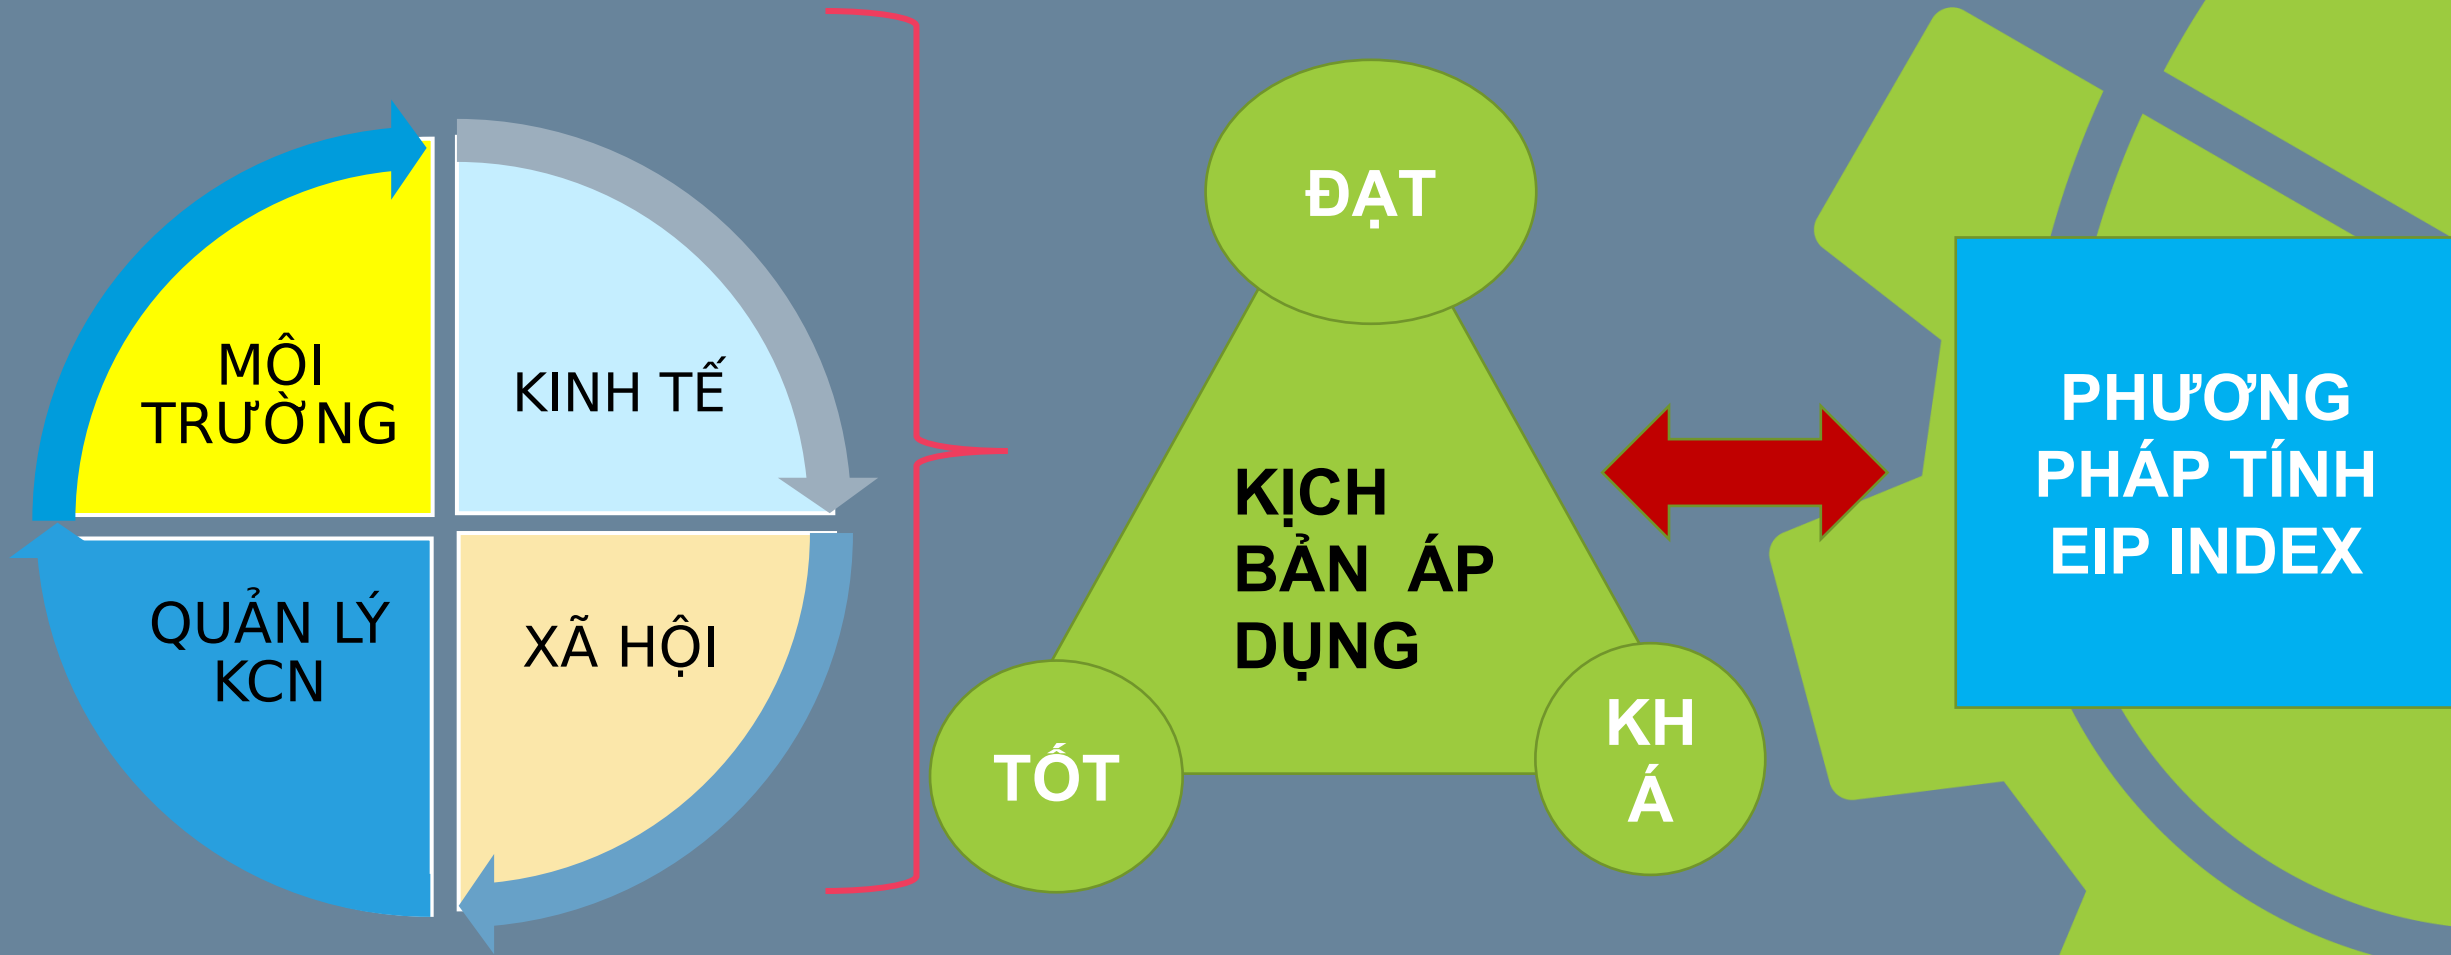 MÔI
TRƯỜNG
KINH TẾ
QUẢN LÝ
KCN
XÃ HỘI
ĐẠT
KỊCH
BẢN ÁP
DỤNG
TỐT
KH
Á
PHƯƠNG
PHÁP TÍNH
EIP INDEX